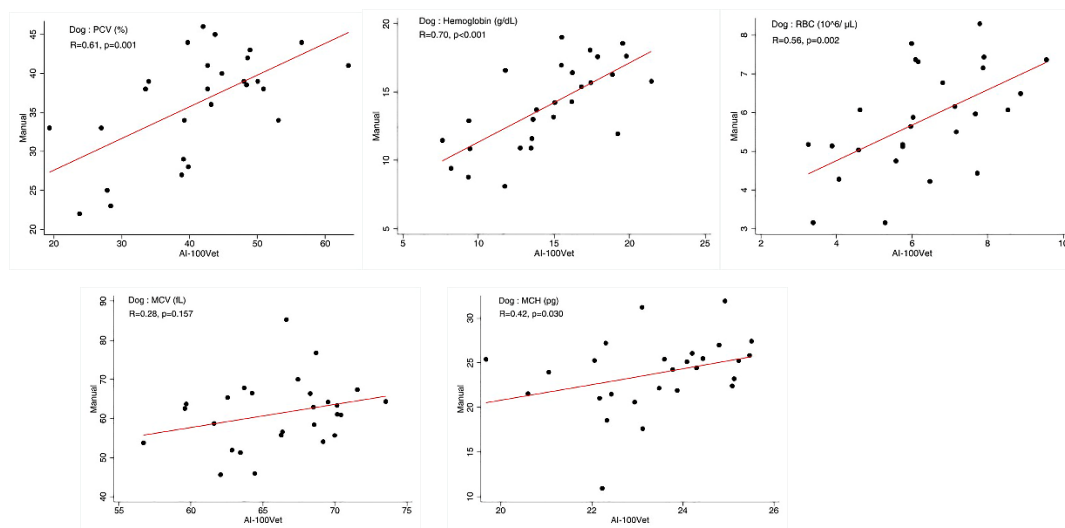 Dog : PCV (%)
R=0.61, p=0.001
40
35
30
25
20
Manual
20
30
40
50
60
AI-100Vet
Dog : Hemoglobin (g/dL)
R=0.70, p<0.001
20
15
10
5
Manual
5
10
15
20
25
AI-100Vet
Dog : RBC (10^6/ µL)
R=0.56, p=0.002
8
7
6
5
4
3
Manual
2
4
6
8
10
AI-100Vet
Dog : MCV (fL)
R=0.28, p=0.157
90
80
70
60
50
40
Manual
55
60
65
70
75
AI-100Vet
Dog : MCH (pg)
R=0.42, p=0.030
30
25
20
15
10
Manual
20
22
24
26
AI-100Vet